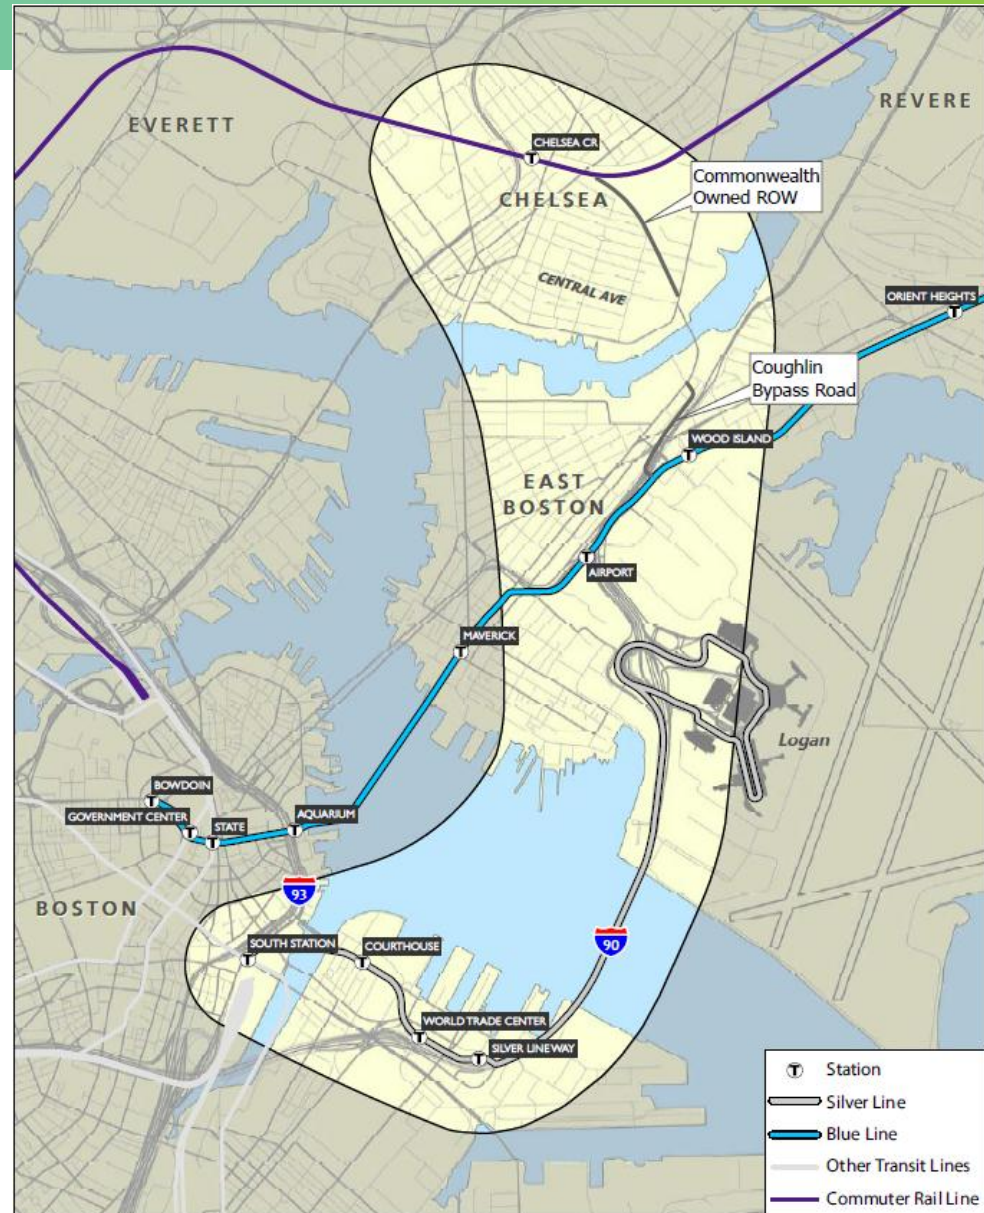 EVERETT
REVERE
CHELSEA CR
Commonwealth
Owned ROW
CHELSEA
CENTRAL AVE
ORIENT HEIGHTS
Coughlin
Bypass Road
WOOD ISLAND
EAST
BOSTON
AIRPORT
MAVERICK
Logan
BOWDOIN
GOVERNMENT CENTER
STATE
AQUARIUM
93
BOSTON
90
SOUTH STATION
COURTHOUSE
WORLD TRADE CENTER
SILVER LINE WAY
T Station
Silver Line
Blue Line
Other Transit Lines
Commuter Rail Line